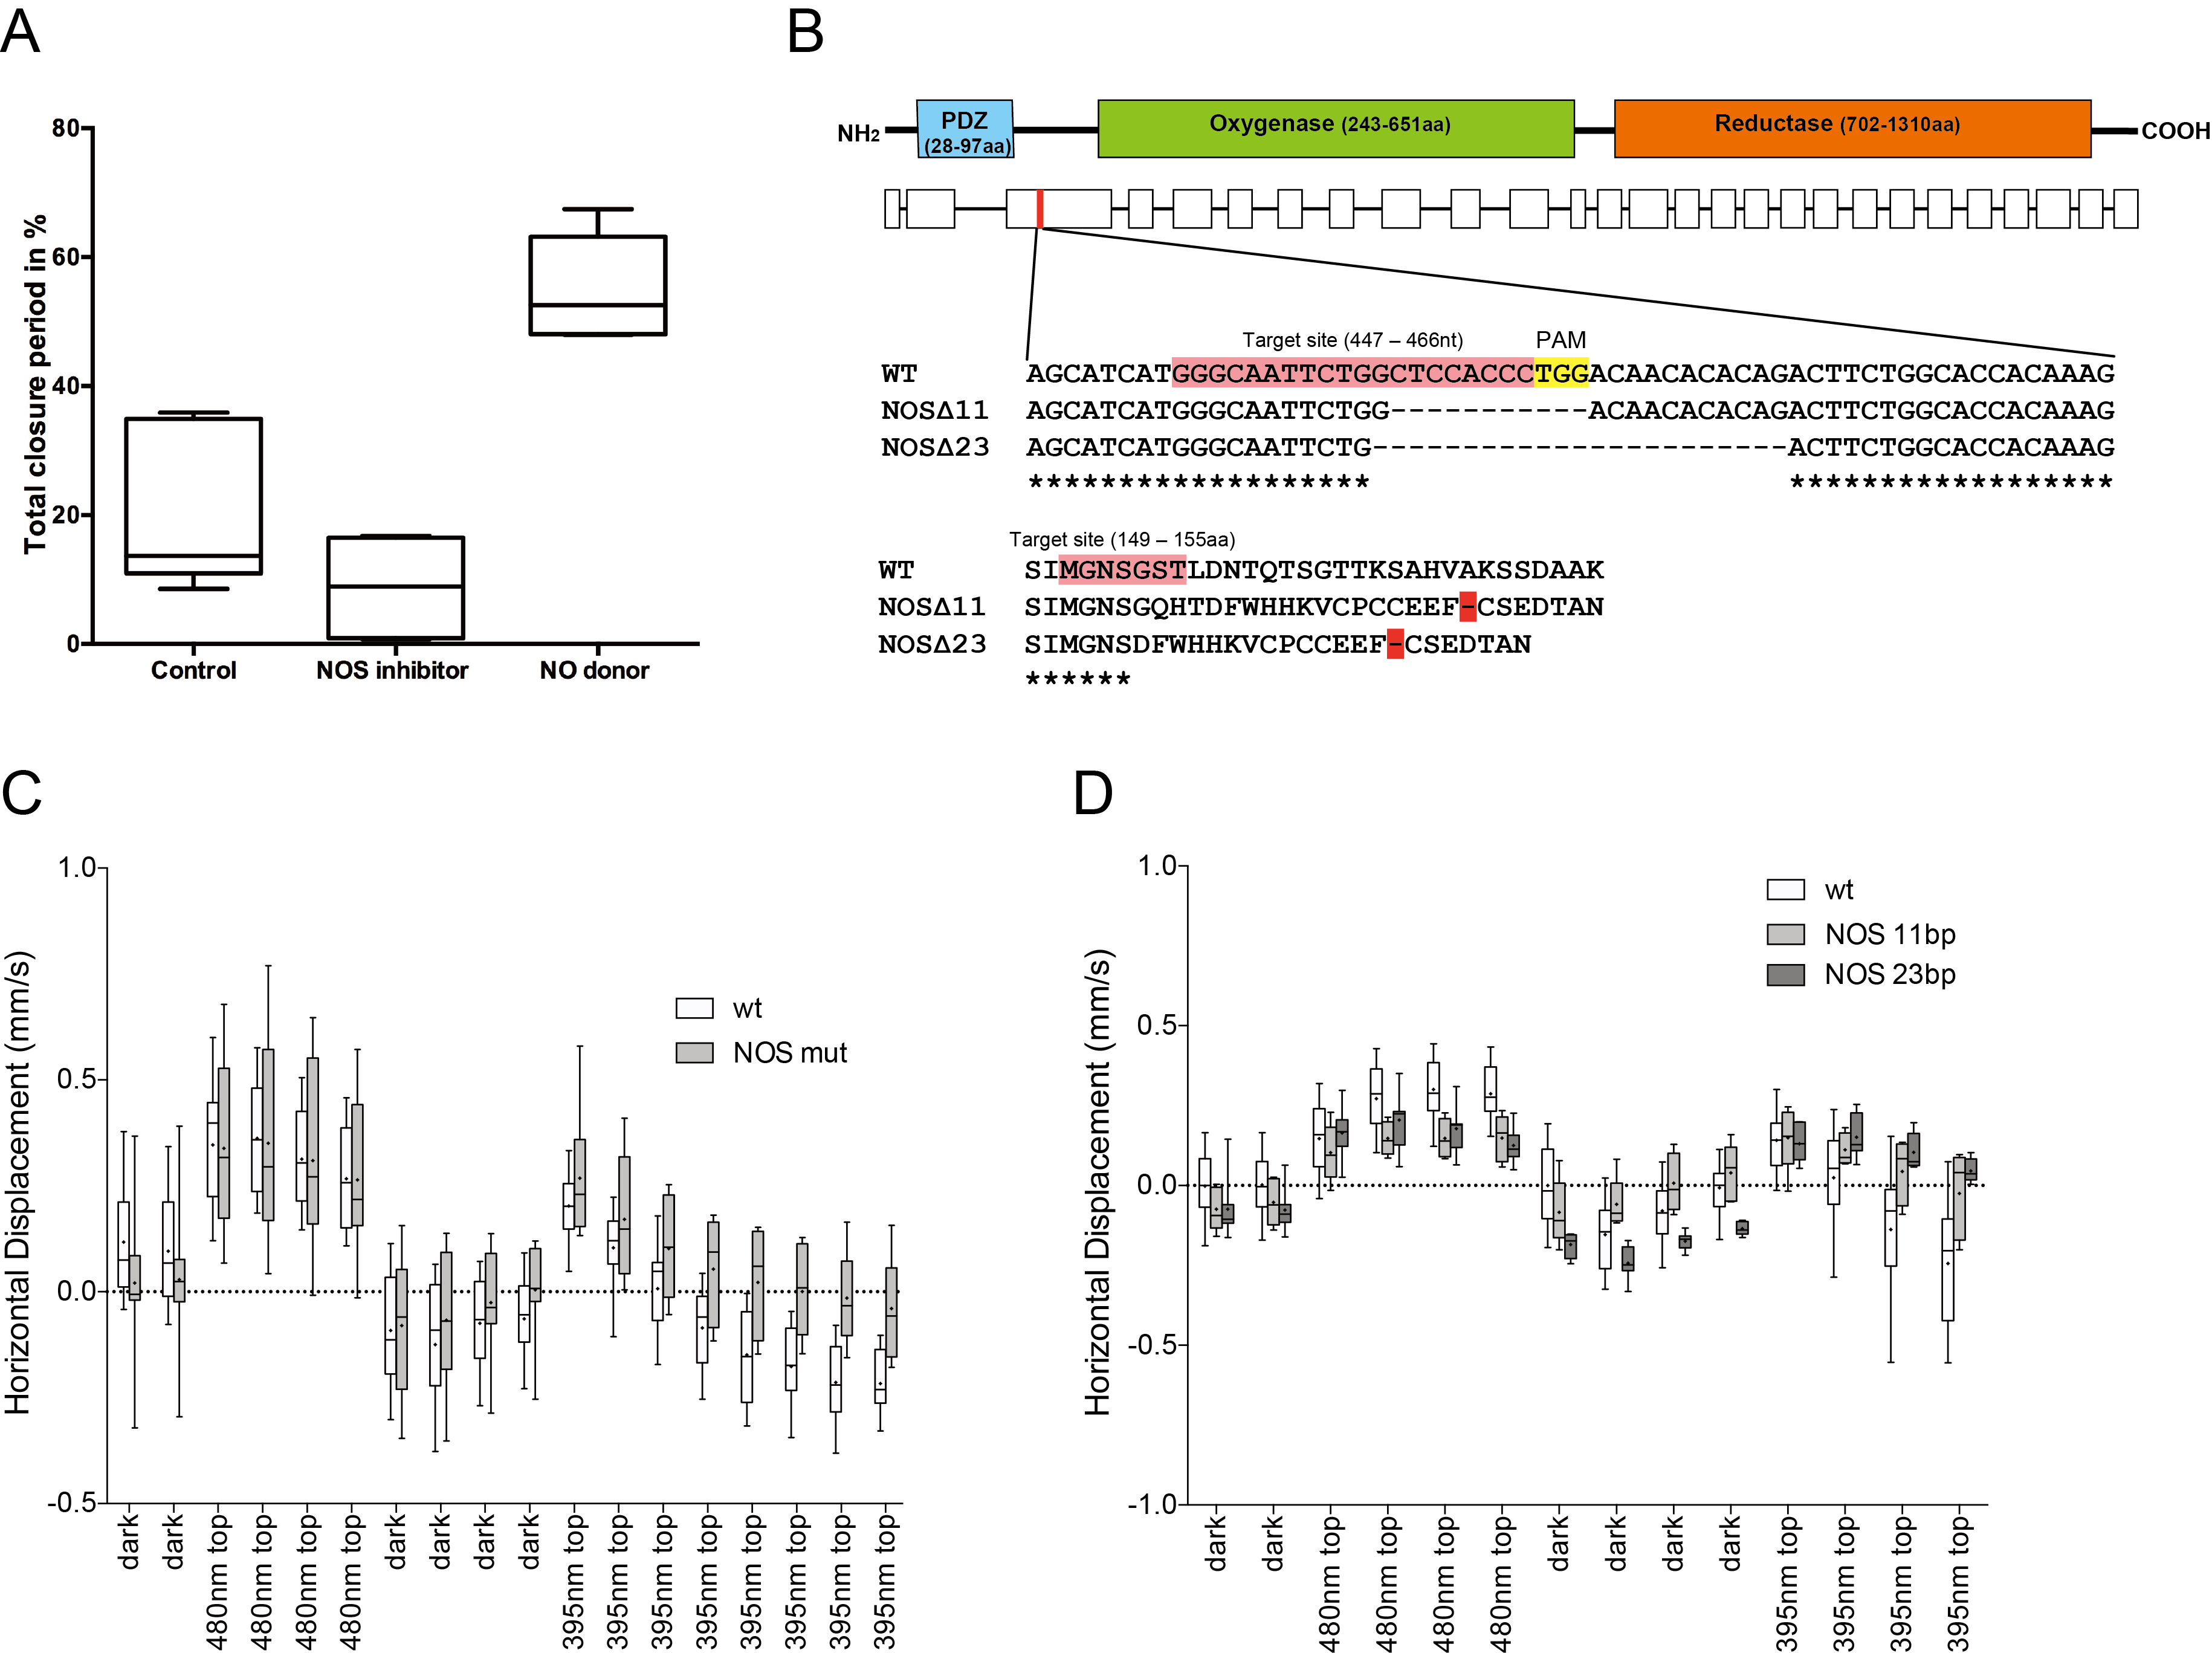 A
80
60
40
20
0
Total closure period in %
Control
NOS inhibitor
NO donor
B
NH2
PDZ
(28-97aa)
Oxygenase (243-651aa)
Reductase (702-1310aa)
COOH
Target site (447 – 466nt)
PAM
WT AGCATCATGGGCAATTCTGGCTCCACCCTGGACAACACACAGACTTCTGGCACCACAAAG
NOSΔ11 AGCATCATGGGCAATTCTGG-----------ACAACACACAGACTTCTGGCACCACAAAG
NOSΔ23 AGCATCATGGGCAATTCTG-----------------------ACTTCTGGCACCACAAAG
******************* ******************
Target site (149 – 155aa)
WT SIMGNSGSTLDNTQTSGTTKSAHVAKSSDAAK
NOSΔ11 SIMGNSGQHTDFWHHKVCPCCEEF-CSEDTAN
NOSΔ23 SIMGNSDFWHHKVCPCCEEF-CSEDTAN
******
C
1.0
0.5
0.0
-0.5
Horizontal Displacement (mm/s)
wt
NOS mut
dark
dark
480nm top
480nm top
480nm top
480nm top
dark
dark
dark
dark
395nm top
395nm top
395nm top
395nm top
395nm top
395nm top
395nm top
395nm top
D
1.0
0.5
0.0
-0.5
-1.0
Horizontal Displacement (mm/s)
wt
NOS 11bp
NOS 23bp
dark
dark
480nm top
480nm top
480nm top
480nm top
dark
dark
dark
dark
395nm top
395nm top
395nm top
395nm top